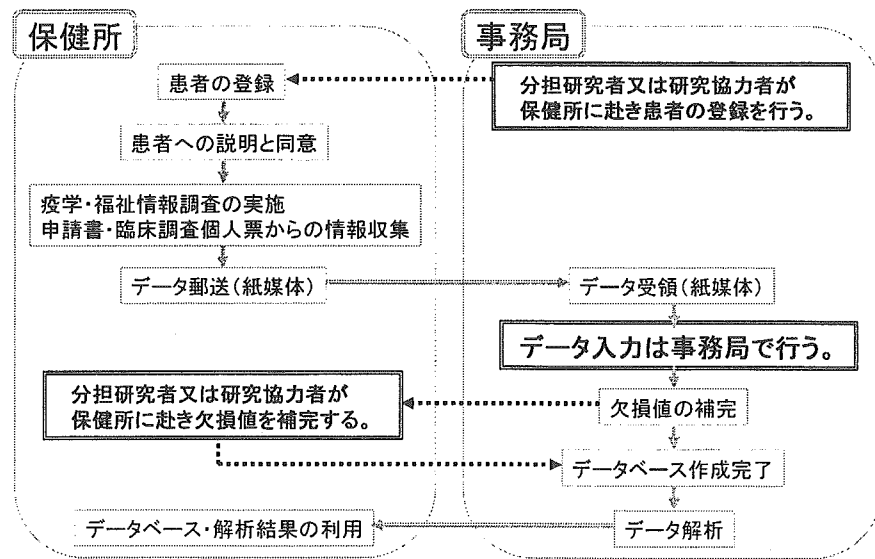 保健所
事務局
患者の登録
分担研究者又は研究協力者が
保健所に赴き患者の登録を行う。
患者への説明と同意
疫学・福祉情報調査の実施
申請書・臨床調査個人票からの情報収集
データ郵送(紙媒体)
データ受領(紙媒体)
データ入力は事務局で行う。
分担研究者又は研究協力者が
保健所に赴き欠損値を補完する。
欠損値の補完
データベース作成完了
データベース・解析結果の利用
データ解析